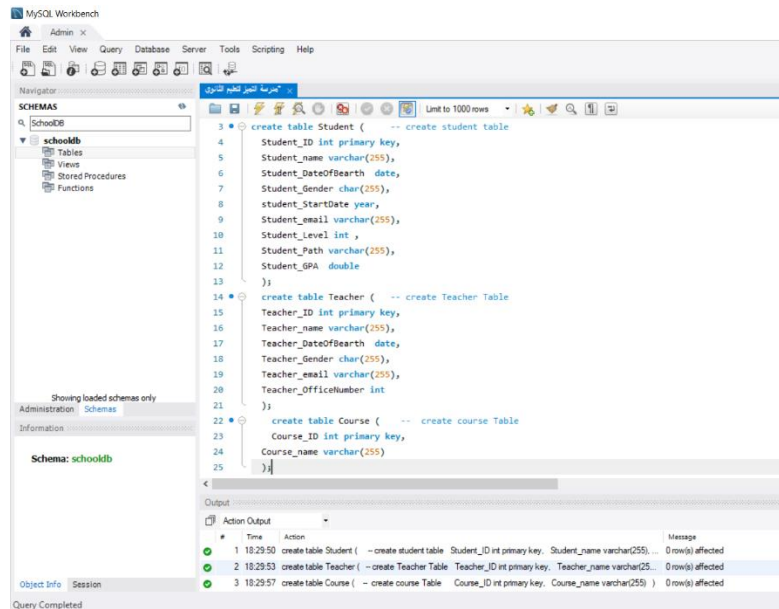 MySQL Workbench
Admin ×
File Edit View Query Database Server Tools Scripting Help
Navigator
مدرسة التميز لتعليم الثانوي* ×
SCHEMAS
Limit to 1000 rows
SchoolDB
schooldb
Tables
Views
Stored Procedures
Functions
3 create table Student ( -- create student table
4 Student_ID int primary key,
5 Student_name varchar(255),
6 Student_DateOfBearth date,
7 Student_Gender char(255),
8 student_StartDate year,
9 Student_email varchar(255),
10 Student_Level int ,
11 Student_Path varchar(255),
12 Student_GPA double
13 );
14 create table Teacher ( -- create Teacher Table
15 Teacher_ID int primary key,
16 Teacher_name varchar(255),
17 Teacher_DateOfBearth date,
18 Teacher_Gender char(255),
19 Teacher_email varchar(255),
20 Teacher_OfficeNumber int
21 );
22 create table Course ( -- create course Table
23 Course_ID int primary key,
24 Course_name varchar(255)
25 );
Showing loaded schemas only
Administration Schemas
Information
Schema: schooldb
Output
Action Output
# Time Action Message
1 18:29:50 create table Student ( -- create student table Student_ID int primary key, Student_name varchar(255), ... 0 row(s) affected
2 18:29:53 create table Teacher ( -- create Teacher Table Teacher_ID int primary key, Teacher_name varchar(25... 0 row(s) affected
3 18:29:57 create table Course ( -- create course Table Course_ID int primary key, Course_name varchar(255) ) 0 row(s) affected
Object Info Session
Query Completed